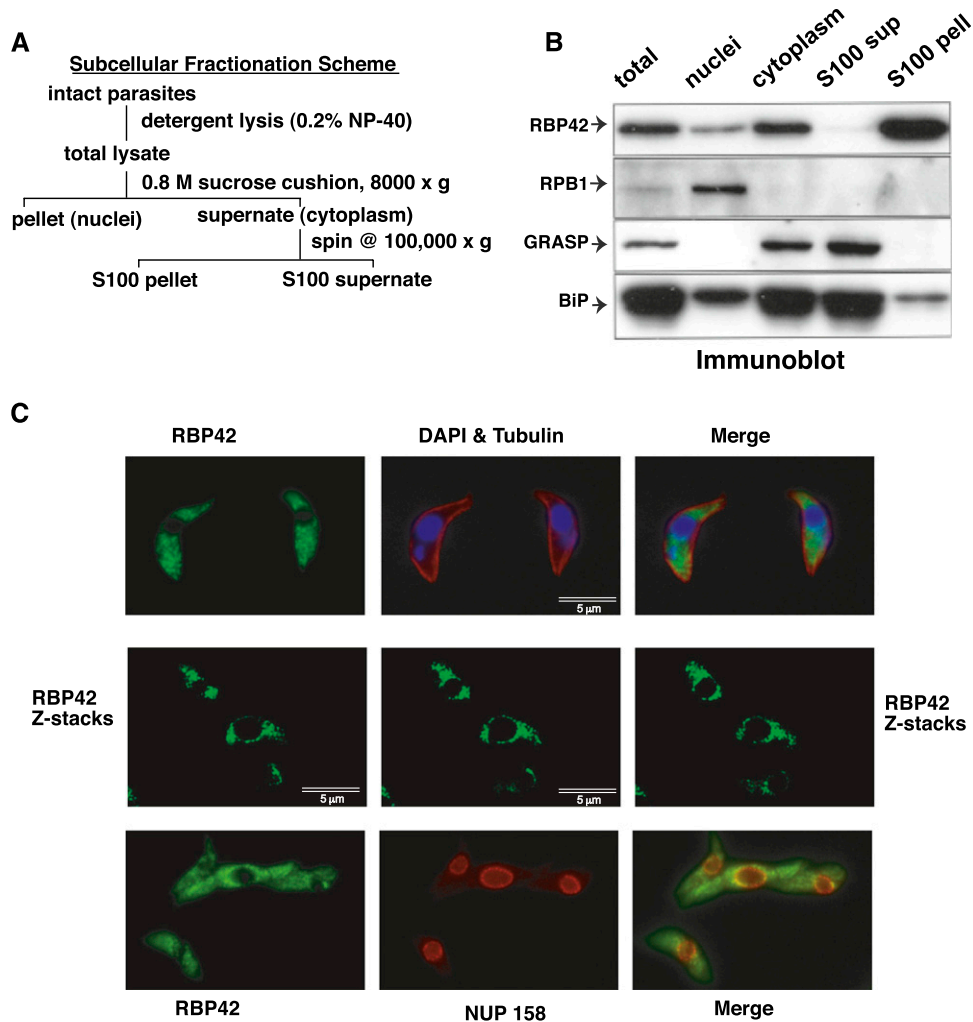 A
Subcellular Fractionation Scheme
intact parasites
detergent lysis (0.2% NP-40)
total lysate
0.8 M sucrose cushion, 8000 x g
pellet (nuclei)
supernate (cytoplasm)
spin @ 100,000 x g
S100 pellet
S100 supernate
B
total
nuclei
cytoplasm
S100 sup
S100 pell
RBP42
RPB1
GRASP
BiP
Immunoblot
C
RBP42
DAPI & Tubulin
Merge
5 µm
RBP42
Z-stacks
5 µm
5 µm
RBP42
Z-stacks
RBP42
NUP 158
Merge